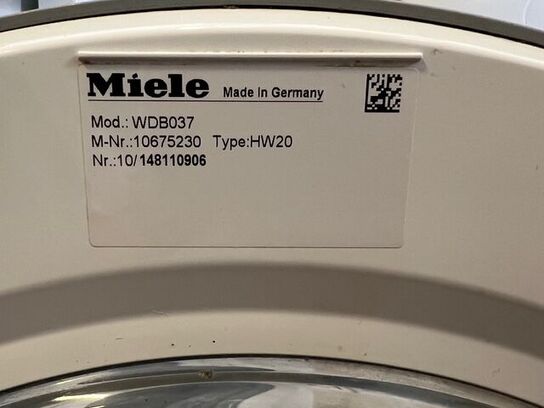 Miele Made In Germany
Mod.: WDB037
M-Nr.:10675230 Type:HW20
Nr.:10/148110906